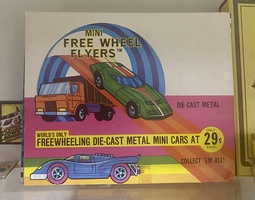 MINI
FREE WHEEL
FLYERS™
DIE-CAST METAL
WORLD'S ONLY
FREEWHEELING DIE-CAST METAL MINI CARS AT
29¢
COLLECT 'EM ALL!